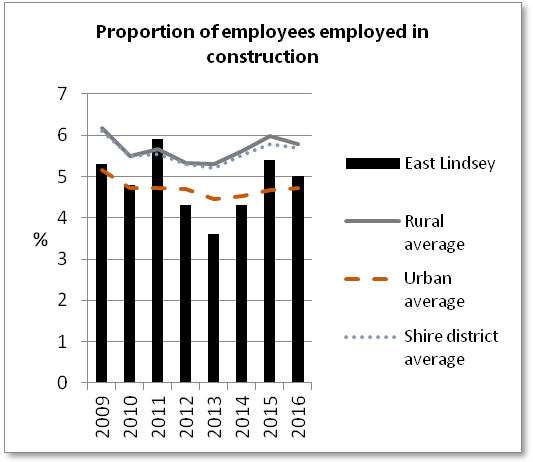 Proportion of employees employed in
construction
7
6
5
4
3
2
1
0
%
2009
2010
2011
2012
2013
2014
2015
2016
East Lindsey
Rural
average
Urban
average
Shire district
average